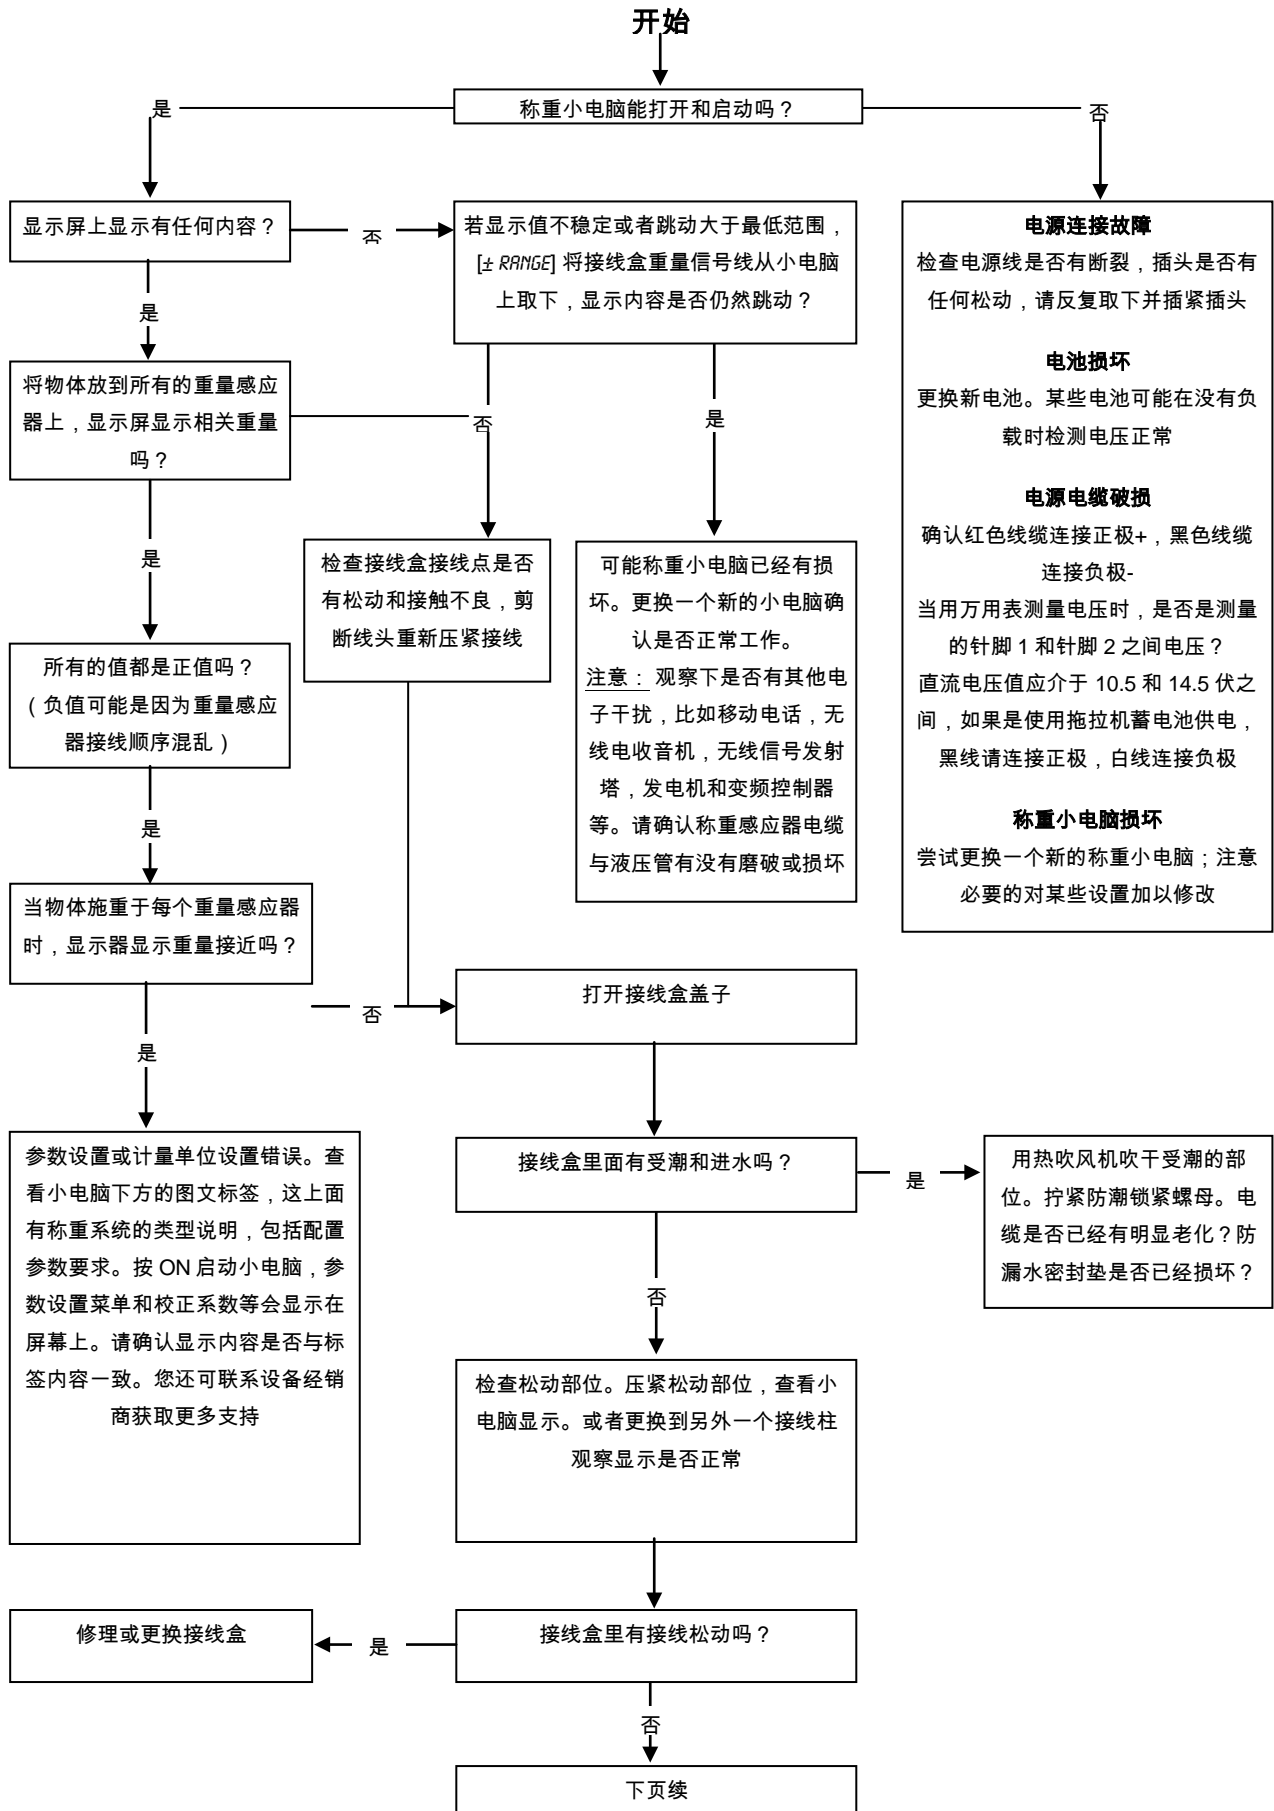 开始
称重小电脑能打开和启动吗？
是
否
显示屏上显示有任何内容？
否
若显示值不稳定或者跳动大于最低范围，
[± RANGE] 将接线盒重量信号线从小电脑
上取下，显示内容是否仍然跳动？
电源连接故障
检查电源线是否有断裂，插头是否有
任何松动，请反复取下并插紧插头
电池损坏
更换新电池。某些电池可能在没有负
载时检测电压正常
电源电缆破损
确认红色线缆连接正极+，黑色线缆
连接负极-
当用万用表测量电压时，是否是测量
的针脚 1 和针脚 2 之间电压？
直流电压值应介于 10.5 和 14.5 伏之
间，如果是使用拖拉机蓄电池供电，
黑线请连接正极，白线连接负极
称重小电脑损坏
尝试更换一个新的称重小电脑；注意
必要的对某些设置加以修改
是
将物体放到所有的重量感应
器上，显示屏显示相关重量
吗？
否
是
检查接线盒接线点是否
有松动和接触不良，剪
断线头重新压紧接线
可能称重小电脑已经有损
坏。更换一个新的小电脑确
认是否正常工作。
注意： 观察下是否有其他电
子干扰，比如移动电话，无
线电收音机，无线信号发射
塔，发电机和变频控制器
等。请确认称重感应器电缆
与液压管有没有磨破或损坏
是
所有的值都是正值吗？
（负值可能是因为重量感应
器接线顺序混乱）
是
当物体施重于每个重量感应器
时，显示器显示重量接近吗？
否
打开接线盒盖子
是
参数设置或计量单位设置错误。查
看小电脑下方的图文标签，这上面
有称重系统的类型说明，包括配置
参数要求。按 ON 启动小电脑，参
数设置菜单和校正系数等会显示在
屏幕上。请确认显示内容是否与标
签内容一致。您还可联系设备经销
商获取更多支持
接线盒里面有受潮和进水吗？
是
用热吹风机吹干受潮的部
位。拧紧防潮锁紧螺母。电
缆是否已经有明显老化？防
漏水密封垫是否已经损坏？
否
检查松动部位。压紧松动部位，查看小
电脑显示。或者更换到另外一个接线柱
观察显示是否正常
接线盒里有接线松动吗？
是
修理或更换接线盒
否
下页续